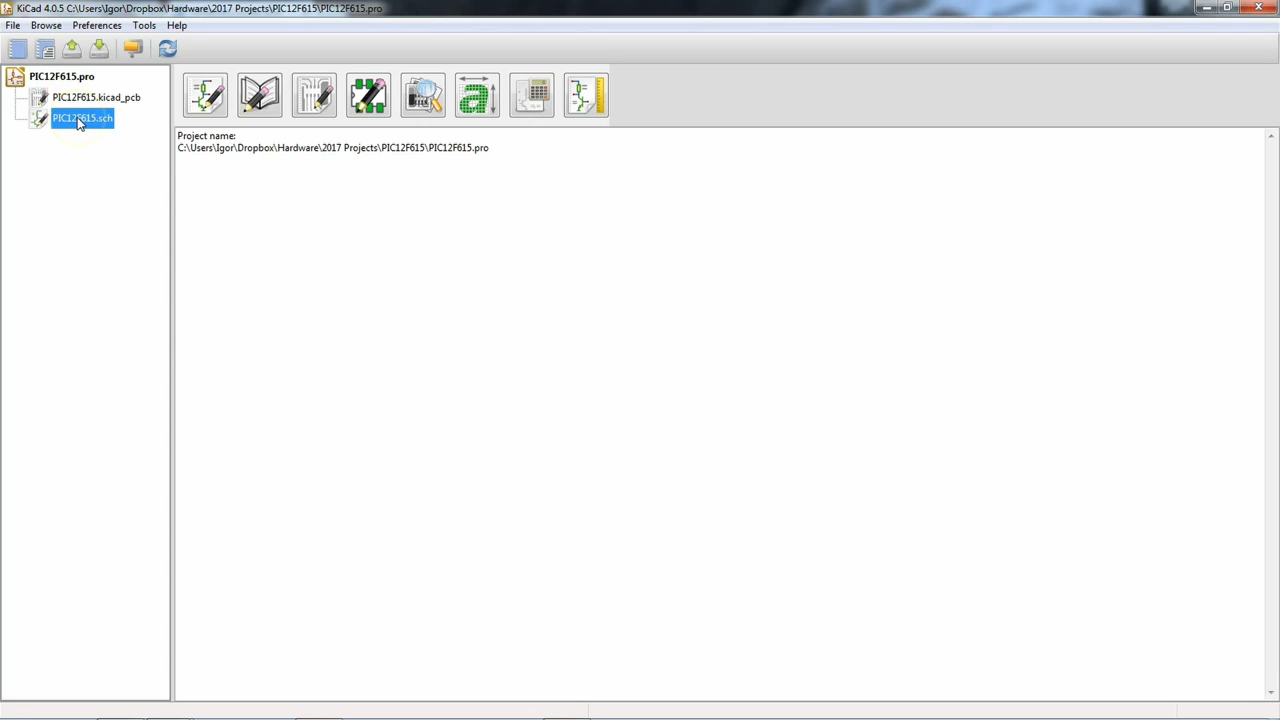 KiCad 4.0.5 C:\Users\Igor\Dropbox\Hardware\2017 Projects\PIC12F615\PIC12F615.pro
File Browse Preferences Tools Help
PIC12F615.pro
PIC12F615.kicad_pcb
PIC12F615.sch
Project name:
C:\Users\Igor\Dropbox\Hardware\2017 Projects\PIC12F615\PIC12F615.pro